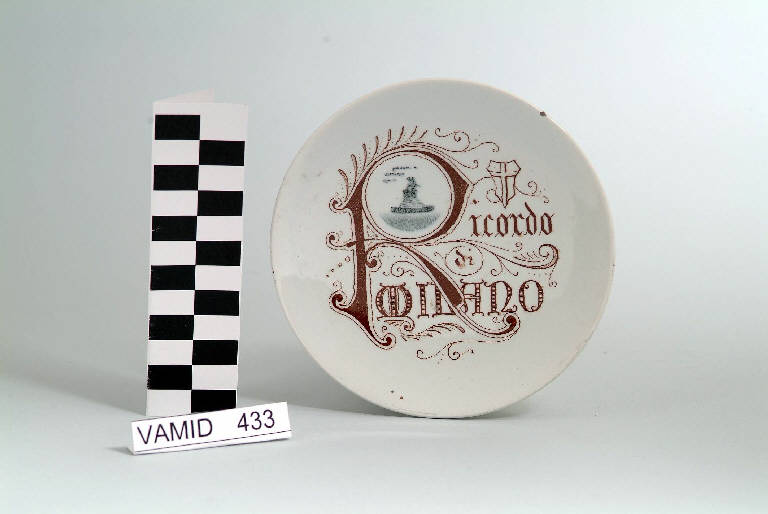 Ricordo
di
MILANO
VAMID 433